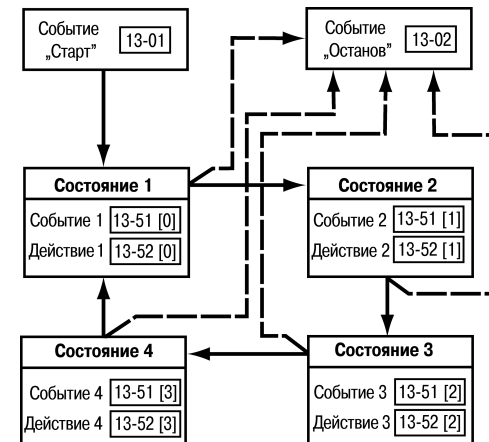 Событие
„Старт"
13-01
Событие
„Останов"
13-02
Состояние 1
Событие 1 13-51 [0]
Действие 1 13-52 [0]
Состояние 2
Событие 2 13-51 [1]
Действие 2 13-52 [1]
Состояние 4
Событие 4 13-51 [3]
Действие 4 13-52 [3]
Состояние 3
Событие 3 13-51 [2]
Действие 3 13-52 [2]